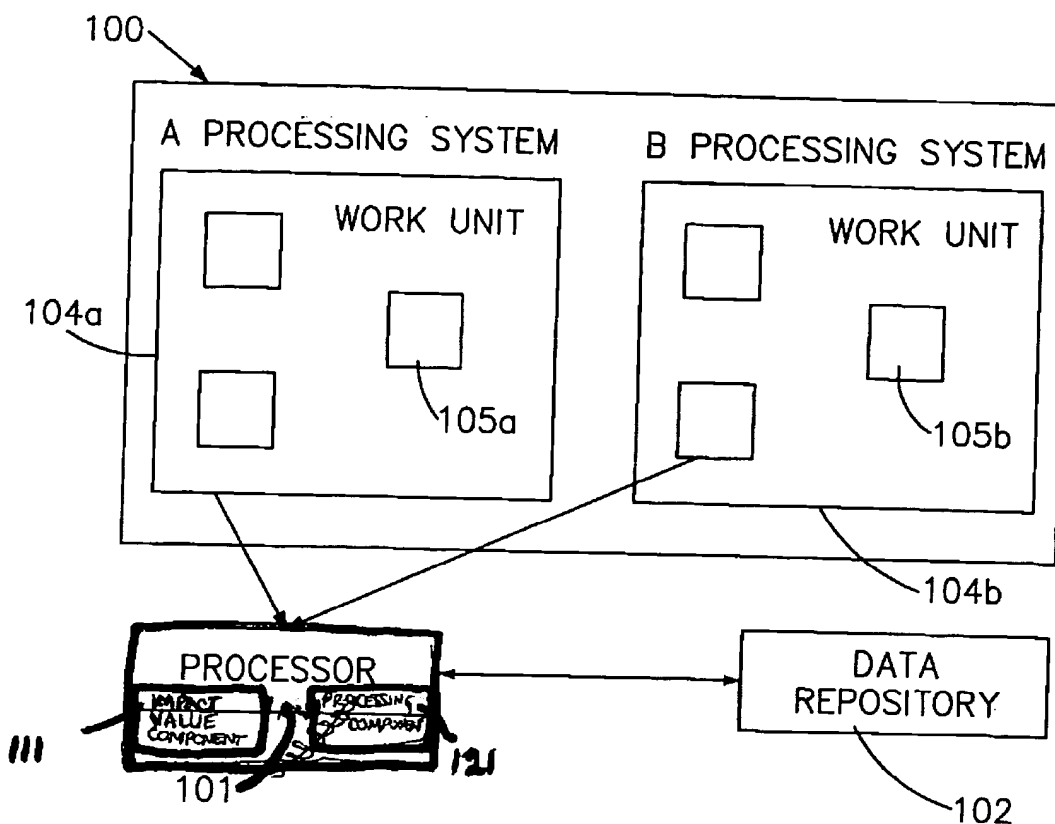 100
A PROCESSING SYSTEM
B PROCESSING SYSTEM
WORK UNIT
WORK UNIT
104a
105a
105b
104b
PROCESSOR
IMPACT
VALUE
COMPONENT
PROCESSING
COMPONEN
DATA
REPOSITORY
111
101
121
102